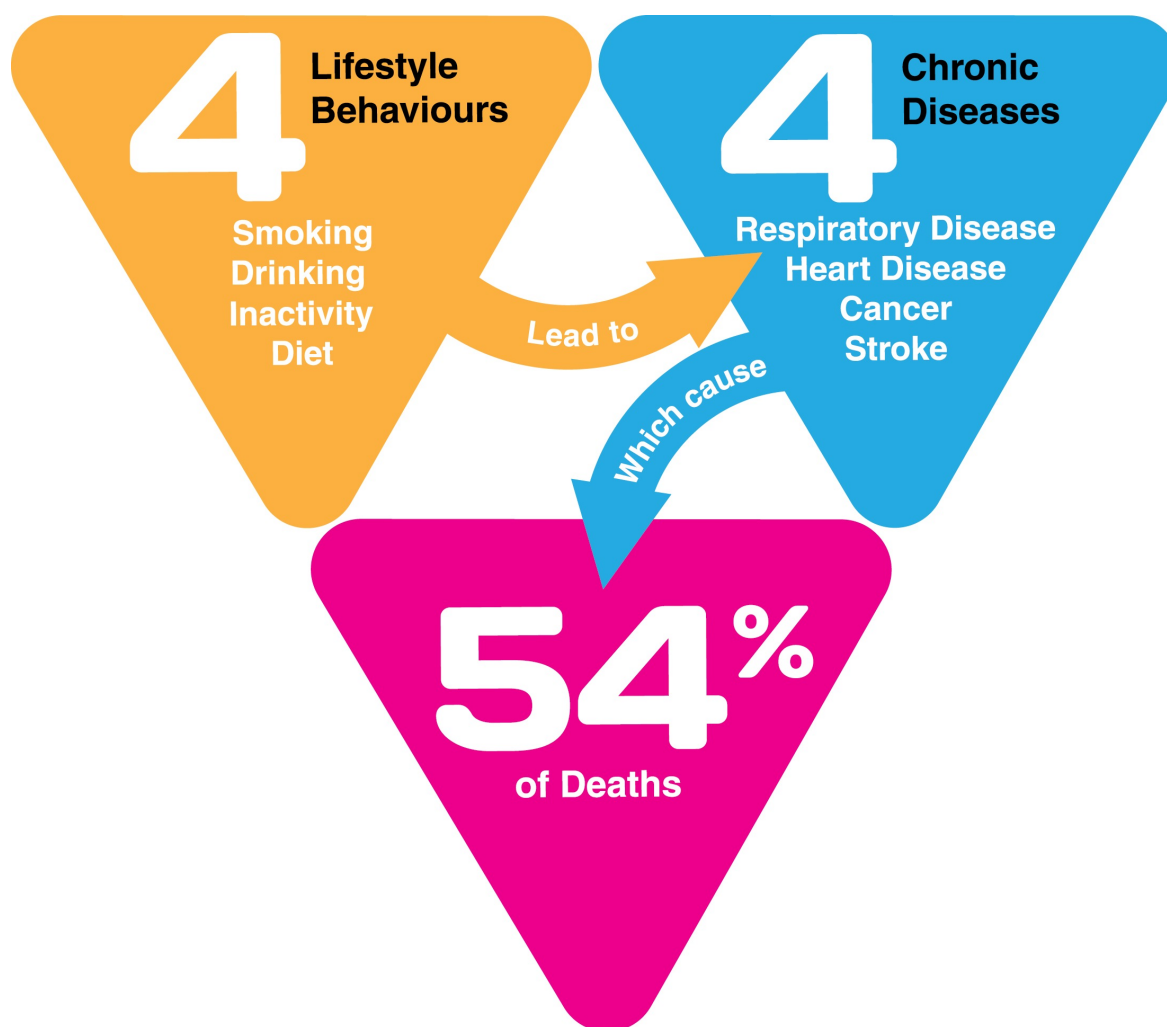 4
Lifestyle
Behaviours
Smoking
Drinking
Inactivity
Diet
Lead to
4
Chronic
Diseases
Respiratory Disease
Heart Disease
Cancer
Stroke
Which cause
54%
of Deaths